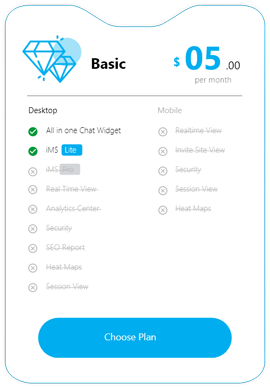 Basic
$ 05 .00
per month
Desktop
All in one Chat Widget
iMS Lite
iMS Pro
Real Time View
Analytics Center
Security
SEO Report
Heat Maps
Session View
Mobile
Realtime View
Invite Site View
Security
Session View
Heat Maps
Choose Plan